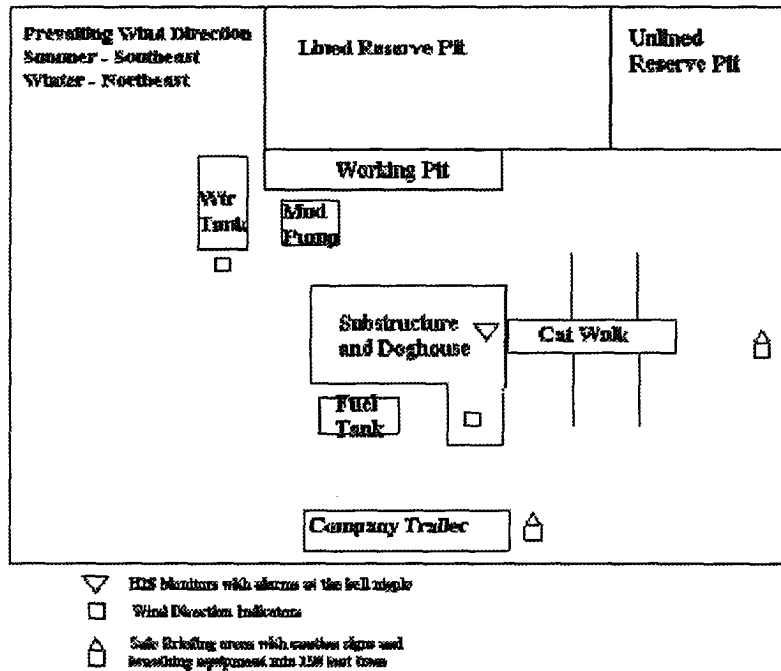 Prevailing Wind Direction
Summer - Southeast
Winter - Northeast
Lined Reserve Pit
Unlined
Reserve Pit
Working Pit
Wtr
Tank
Mud
Pump
Substructure
and Doghouse
Cat Walk
Fuel
Tank
Company Trailer
H2S Monitors with alarms at the bell nipple
Wind Direction Indicators
Safe Briefing areas with caution signs and
breathing equipment min 150 feet from